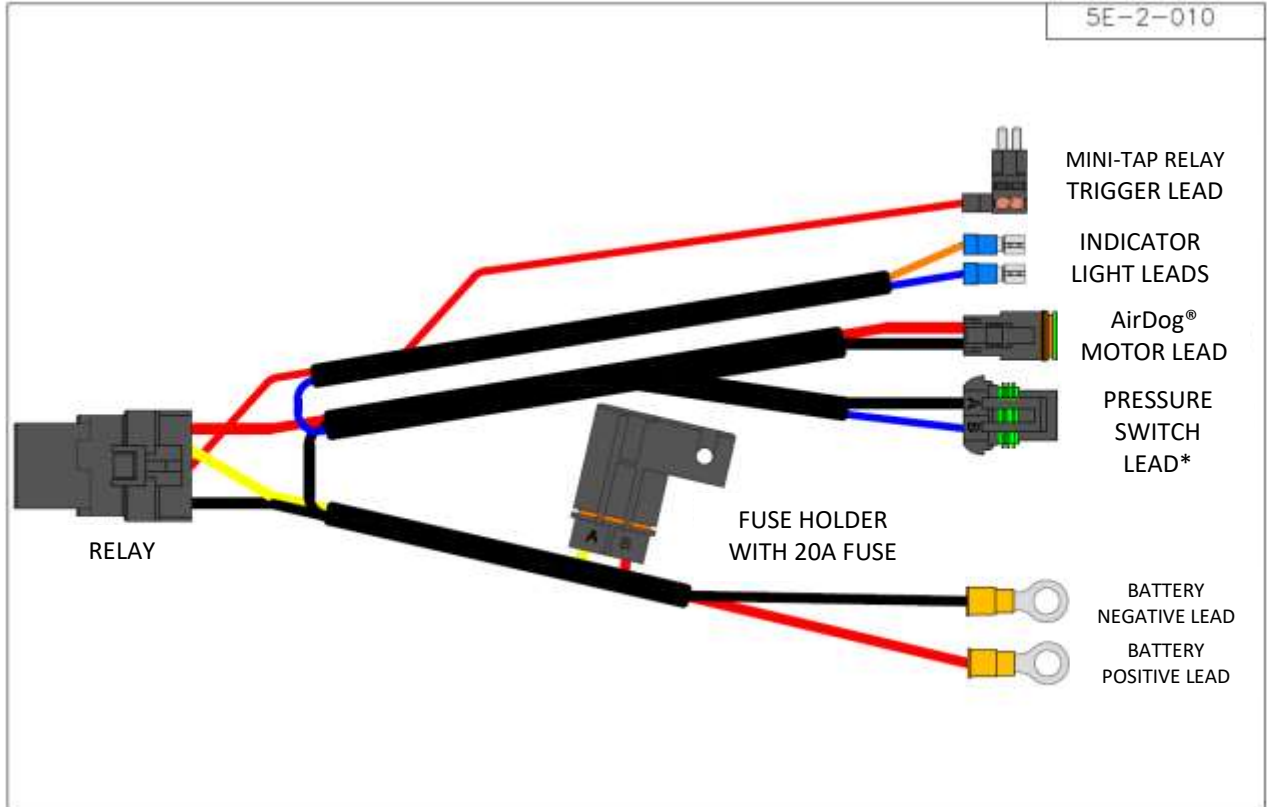 5E-2-010
MINI-TAP RELAY
TRIGGER LEAD
INDICATOR
LIGHT LEADS
AirDog®
MOTOR LEAD
PRESSURE
SWITCH
LEAD*
A
B
A
B
FUSE HOLDER
WITH 20A FUSE
RELAY
BATTERY
NEGATIVE LEAD
BATTERY
POSITIVE LEAD